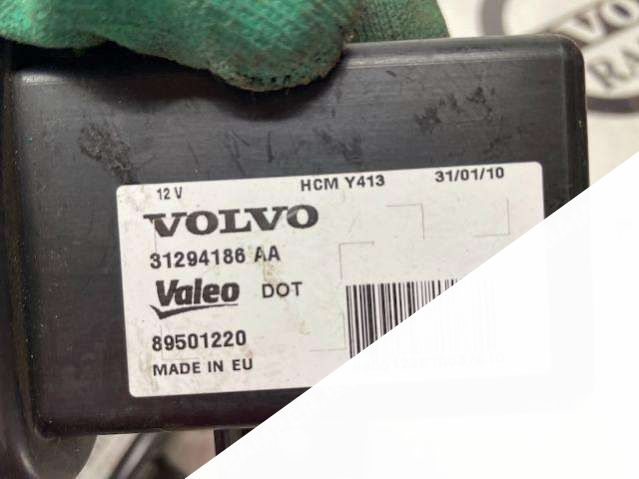 12 V HCM Y413 31/01/10
VOLVO
31294186 AA
Valeo DOT
89501220
MADE IN EU